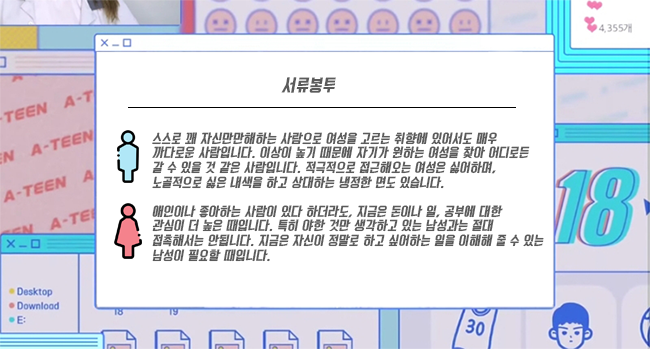 4,355개
A-TEEN A-TEEN
A-TEEN
A-TEEN
서류봉투
스스로 꽤 자신만만해하는 사람으로 여성을 고르는 취향에 있어서도 매우
까다로운 사람입니다. 이상이 높기 때문에 자기가 원하는 여성을 찾아 어디로든
갈 수 있을 것 같은 사람입니다. 적극적으로 접근해오는 여성은 싫어하며,
노골적으로 싫은 내색을 하고 상대하는 냉정한 면도 있습니다.
애인이나 좋아하는 사람이 있다 하더라도, 지금은 돈이나 일, 공부에 대한
관심이 더 높은 때입니다. 특히 야한 것만 생각하고 있는 남성과는 절대
접촉해서는 안됩니다. 지금은 자신이 정말로 하고 싶어하는 일을 이해해 줄 수 있는
남성이 필요할 때입니다.
18
Desktop
Download
E:
18 19
30